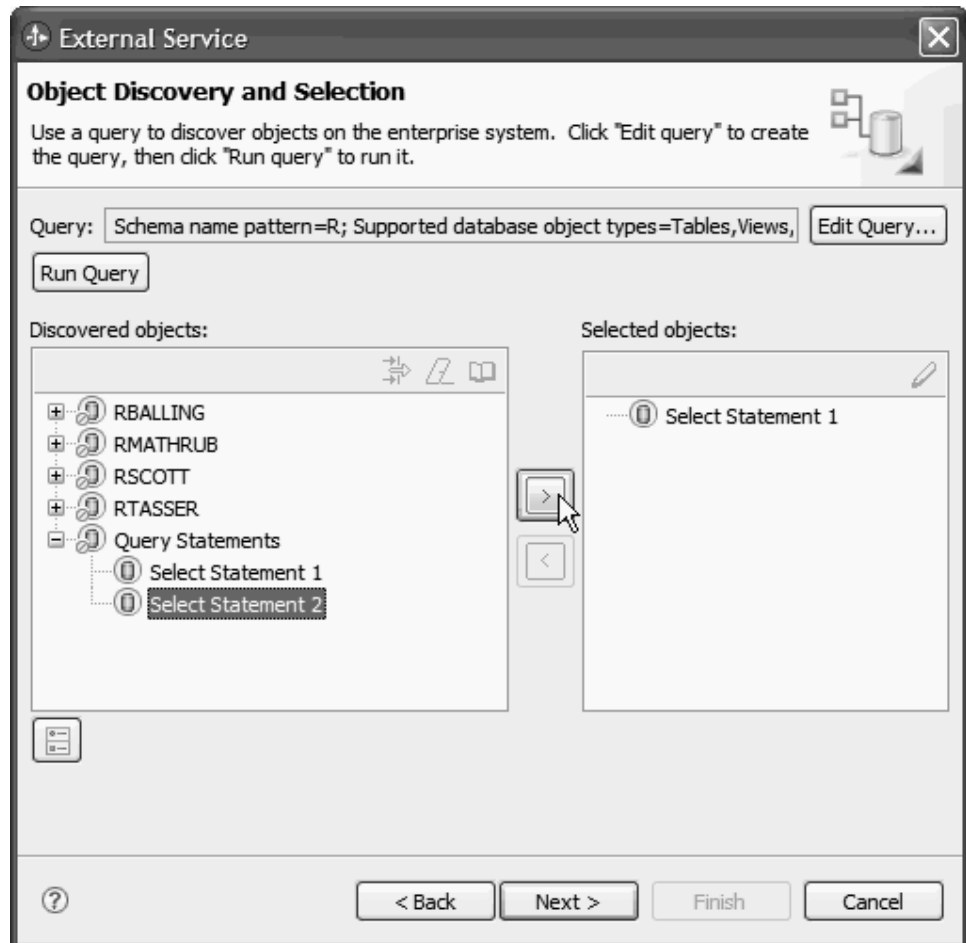 External Service
Object Discovery and Selection
Use a query to discover objects on the enterprise system. Click "Edit query" to create
the query, then click "Run query" to run it.
Query: Schema name pattern=R; Supported database object types=Tables,Views, Edit Query...
Run Query
Discovered objects:
Selected objects:
RBALLING
RMATHRUB
RSCOTT
RTASSER
Query Statements
Select Statement 1
Select Statement 2
>
<
Select Statement 1
? < Back Next > Finish Cancel